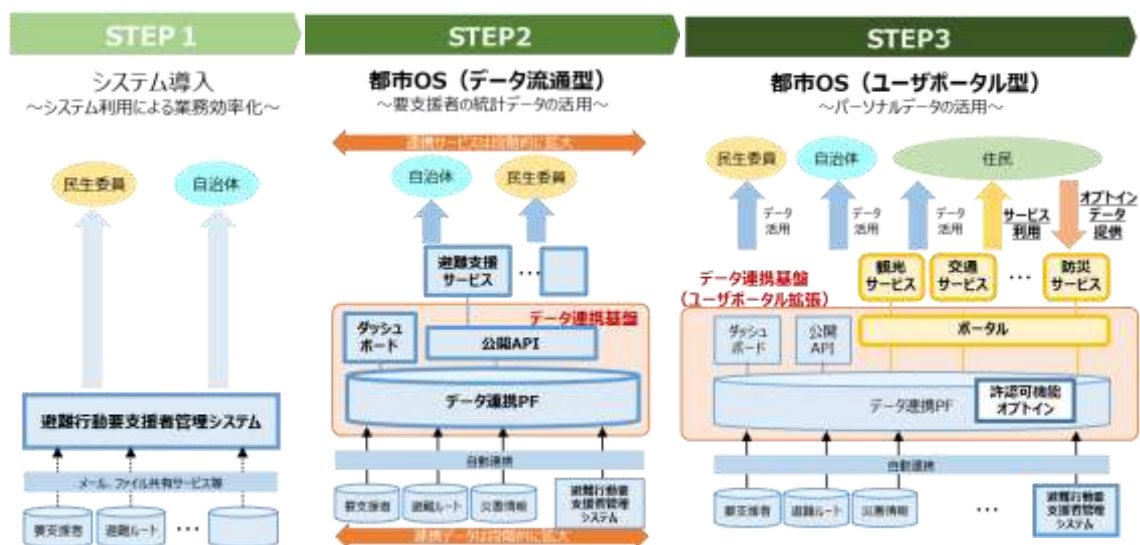 STEP 1
システム導入
～システム利用による業務効率化～
民生委員
自治体
避難行動要支援者管理システム
メール、ファイル共有サービス等
要支援者
避難ルート
…
STEP2
都市OS（データ流通型）
～要支援者の統計データの活用～
連携サービスは段階的に拡大
自治体
民生委員
避難支援
サービス
…
データ連携基盤
ダッシュ
ボード
公開API
データ連携PF
自動連携
要支援者
避難ルート
災害情報
避難行動要
支援者管理
システム
連携データは段階的に拡大
STEP3
都市OS（ユーザポータル型）
～パーソナルデータの活用～
民生委員
自治体
住民
データ
活用
データ
活用
データ
活用
サービス
利用
オプトイン
データ
提供
データ連携基盤
（ユーザポータル拡張）
観光
サービス
交通
サービス
…
防災
サービス
ダッシュ
ボード
公開
API
ポータル
データ連携PF
許認可機能
オプトイン
自動連携
要支援者
避難ルート
災害情報
…
避難行動要
支援者管理
システム